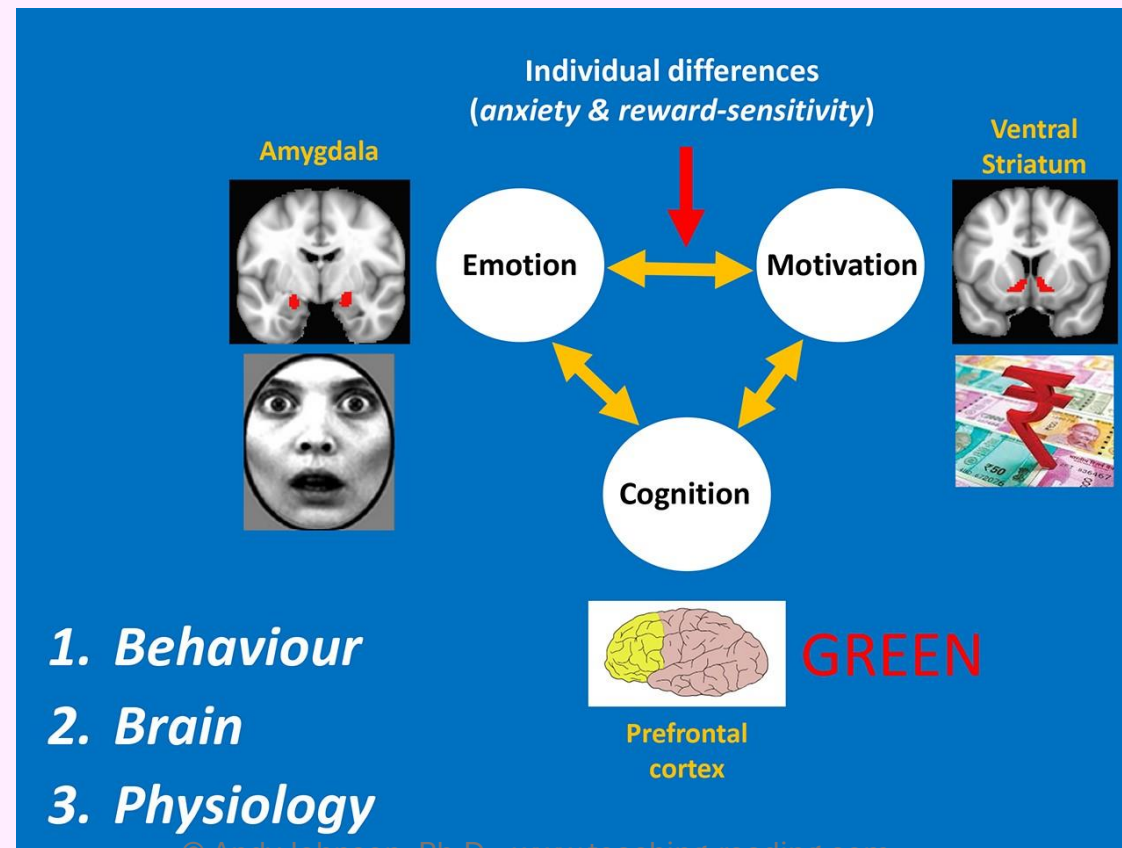 Individual differences
(anxiety & reward-sensitivity)
Amygdala
Ventral
Striatum
Emotion
Motivation
Cognition
₹50
GREEN
Prefrontal
cortex
1. Behaviour
2. Brain
3. Physiology